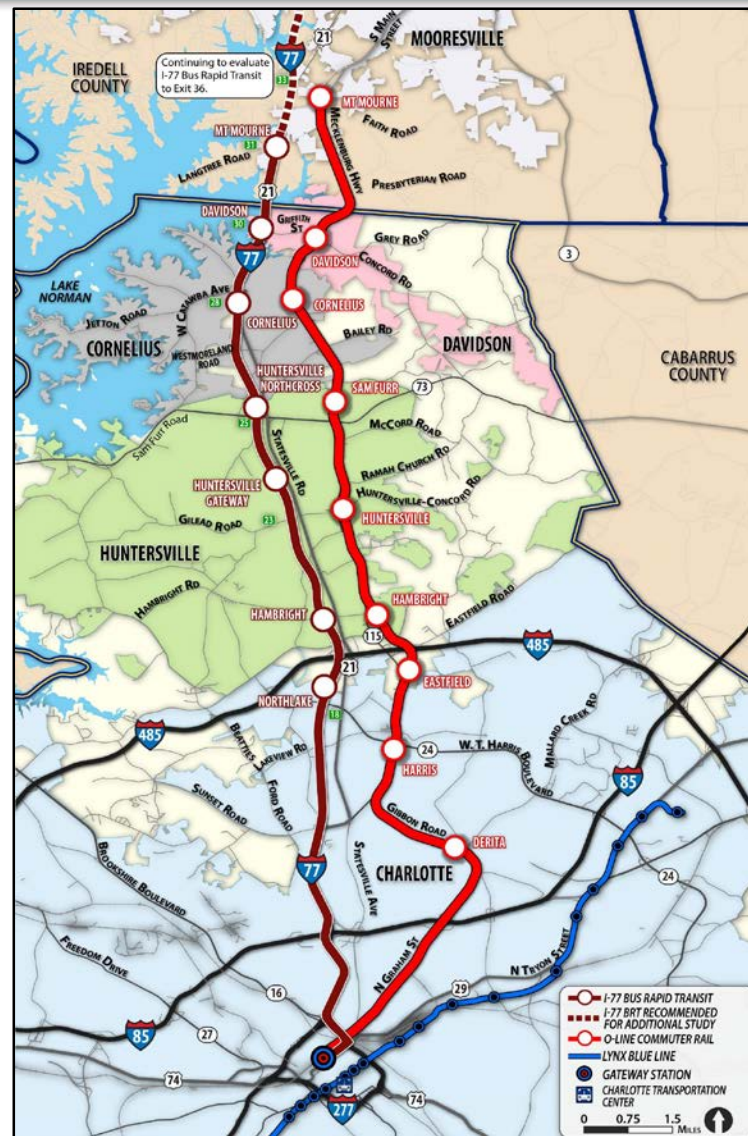 21
S MAIN
STREET
MOORESVILLE
77
IREDELL
COUNTY
Continuing to evaluate
I-77 Bus Rapid Transit
to Exit 36.
33
MT MOURNE
MECKLENBURG HWY
FAITH ROAD
MT MOURNE
31
LANGTREE ROAD
PRESBYTERIAN ROAD
21
DAVIDSON
30
GRIFFITH
ST
GREY ROAD
3
77
DAVIDSON
CONCORD
RD
LAKE
NORMAN
W CATAWBA AVE
28
CORNELIUS
CORNELIUS
JETTON ROAD
BAILEY RD
CORNELIUS
WESTMORELAND
ROAD
DAVIDSON
CABARRUS
COUNTY
HUNTERSVILLE
NORTHCROSS
SAM FURR
73
25
SAM FURR ROAD
STATESVILLE
RD
MCCORD ROAD
RAMAH CHURCH RD
HUNTERSVILLE
GATEWAY
HUNTERSVILLE-CONCORD RD
GILEAD ROAD
23
HUNTERSVILLE
HUNTERSVILLE
HAMBRIGHT RD
HAMBRIGHT
HAMBRIGHT
EASTFIELD ROAD
115
485
21
EASTFIELD
NORTHLAKE
18
485
BEATTIES
FORD ROAD
LAKEVIEW RD
24
W.T. HARRIS
BOULEVARD
MALLARD CREEK RD
HARRIS
85
SUNSET ROAD
GIBBON ROAD
DERITA
77
STATESVILLE AVE
CHARLOTTE
24
BROOKSHIRE BOULEVARD
FREEDOM DRIVE
N GRAHAM ST
N TRYON STREET
16
29
85
27
74
74
277
I-77 BUS RAPID TRANSIT
I-77 BRT RECOMMENDED
FOR ADDITIONAL STUDY
O-LINE COMMUTER RAIL
LYNX BLUE LINE
GATEWAY STATION
CHARLOTTE TRANSPORTATION
CENTER
0 0.75 1.5
MILES